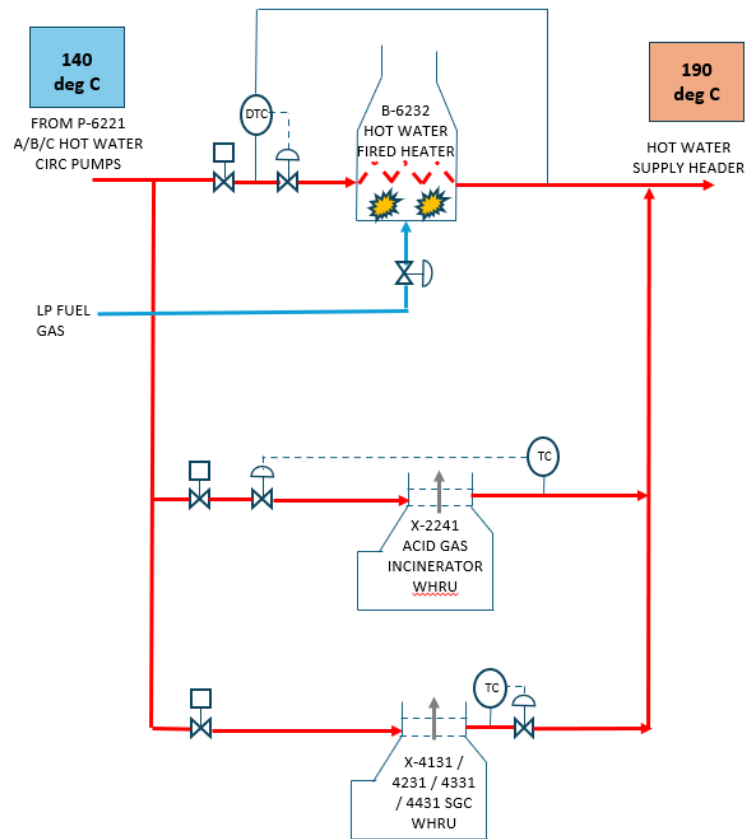 140
deg C
FROM P-6221
A/B/C HOT WATER
CIRC PUMPS
DTC
B-6232
HOT WATER
FIRED HEATER
190
deg C
HOT WATER
SUPPLY HEADER
LP FUEL
GAS
TC
X-2241
ACID GAS
INCINERATOR
WHRU
TC
X-4131 /
4231 / 4331
/ 4431 SGC
WHRU